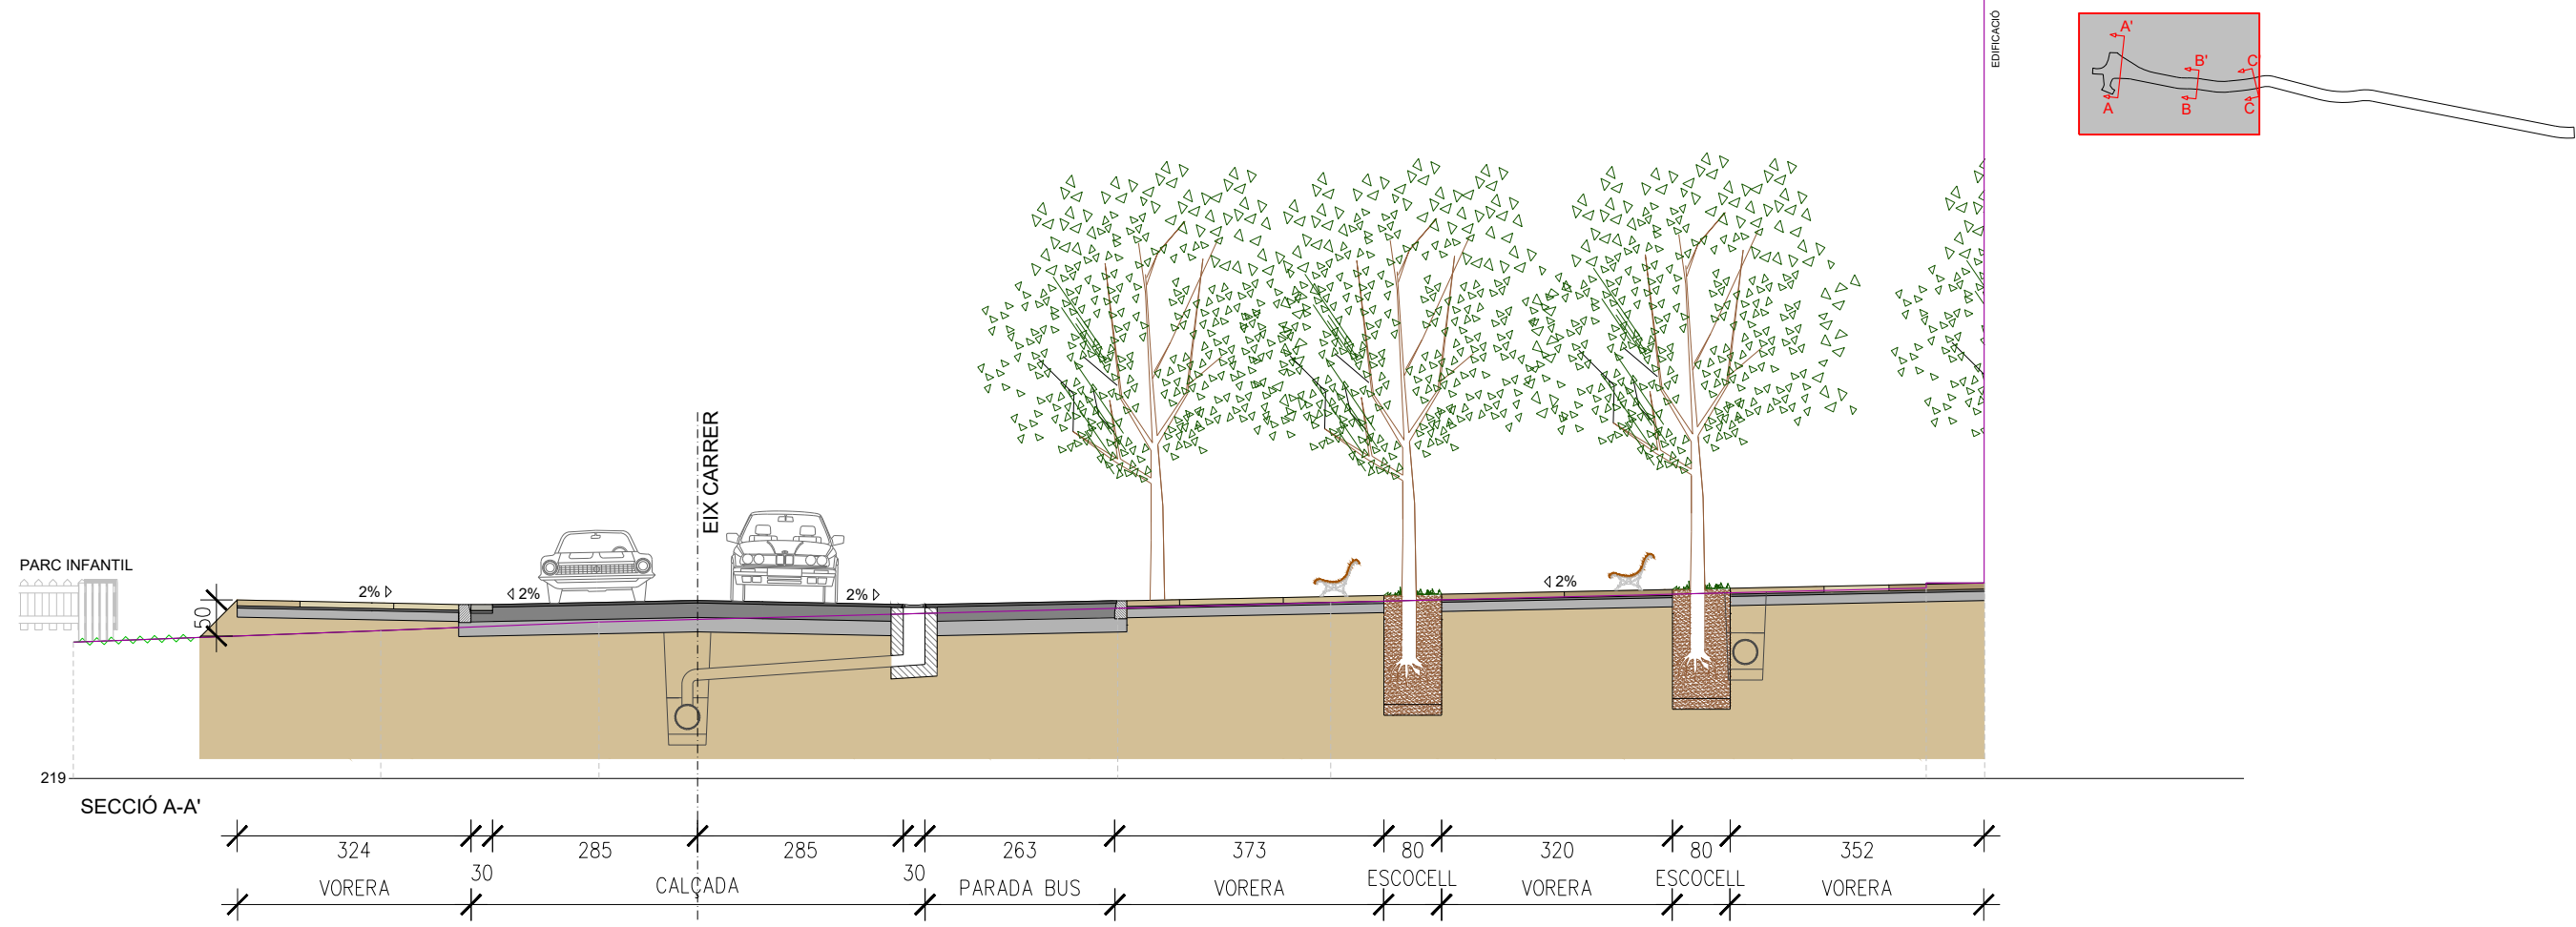 EDIFICACIÓ
A'
B'
C'
A
B
C
EIX CARRER
PARC INFANTIL
50
2%
2%
2%
2%
219
SECCIÓ A-A'
324
30
285
285
30
263
373
80
320
80
352
VORERA
CALÇADA
PARADA BUS
VORERA
ESCOCELL
VORERA
ESCOCELL
VORERA